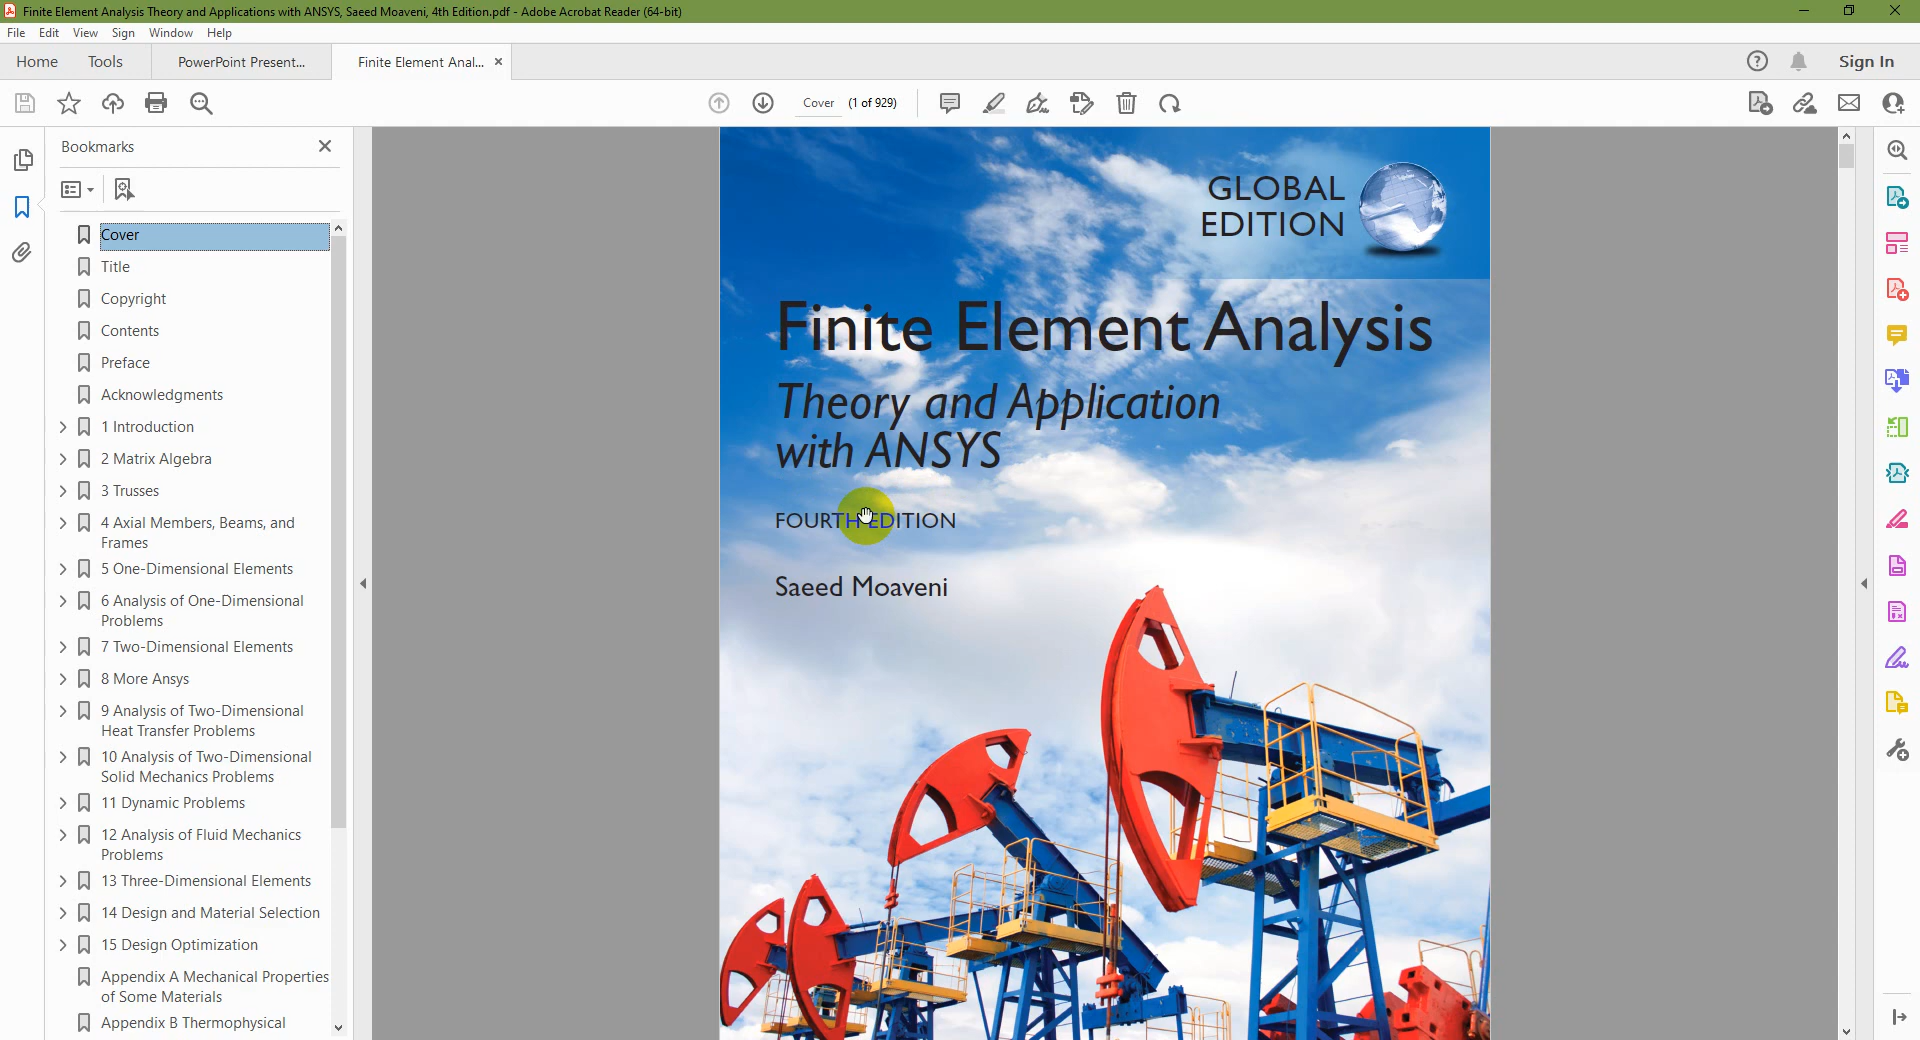 Finite Element Analysis Theory and Applications with ANSYS, Saeed Moaveni, 4th Edition.pdf - Adobe Acrobat Reader (64-bit)
File Edit View Sign Window Help
Home Tools PowerPoint Present... Finite Element Anal... Sign In
Cover (1 of 929)
Bookmarks
Cover
Title
Copyright
Contents
Preface
Acknowledgments
1 Introduction
2 Matrix Algebra
3 Trusses
4 Axial Members, Beams, and
Frames
5 One-Dimensional Elements
6 Analysis of One-Dimensional
Problems
7 Two-Dimensional Elements
8 More Ansys
9 Analysis of Two-Dimensional
Heat Transfer Problems
10 Analysis of Two-Dimensional
Solid Mechanics Problems
11 Dynamic Problems
12 Analysis of Fluid Mechanics
Problems
13 Three-Dimensional Elements
14 Design and Material Selection
15 Design Optimization
Appendix A Mechanical Properties
of Some Materials
Appendix B Thermophysical
GLOBAL
EDITION
Finite Element Analysis
Theory and Application
with ANSYS
FOURTH EDITION
Saeed Moaveni